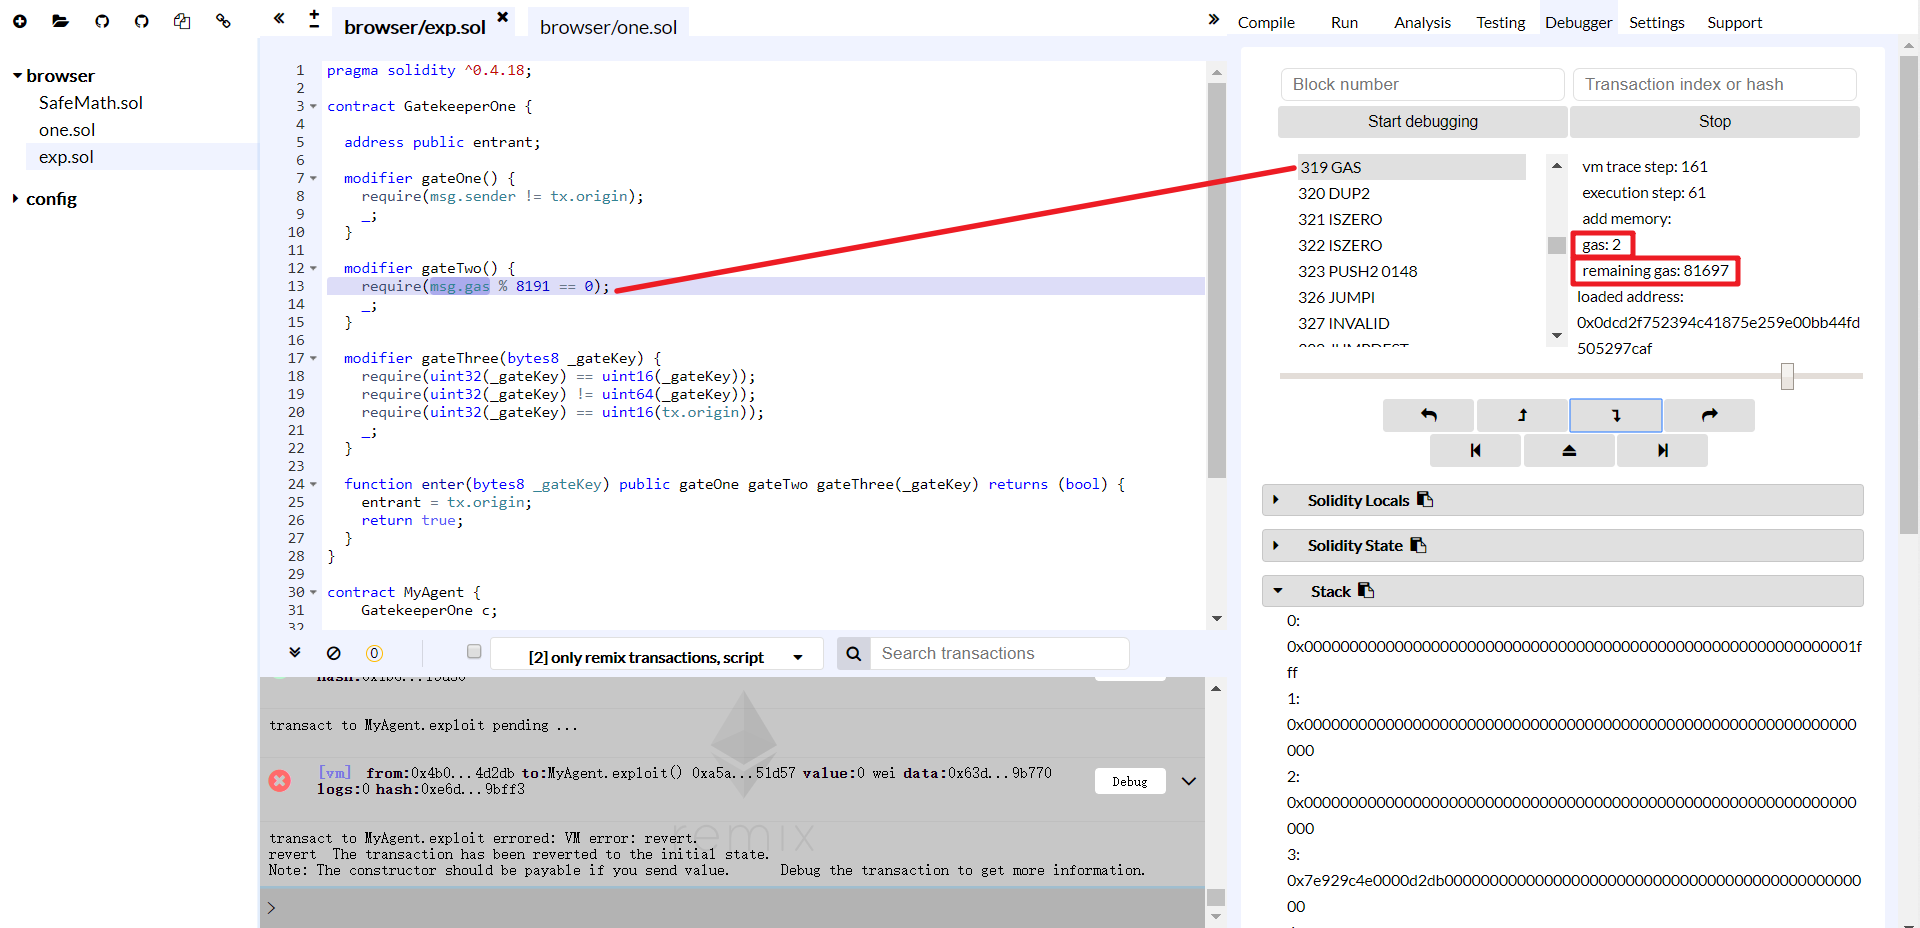 browser
SafeMath.sol
one.sol
exp.sol
config
browser/exp.sol
browser/one.sol
1 pragma solidity ^0.4.18;
2
3 contract GatekeeperOne {
4
5 address public entrant;
6
7 modifier gateOne() {
8 require(msg.sender != tx.origin);
9 _;
10 }
11
12 modifier gateTwo() {
13 require(msg.gas % 8191 == 0);
14 _;
15 }
16
17 modifier gateThree(bytes8 _gateKey) {
18 require(uint32(_gateKey) == uint16(_gateKey));
19 require(uint32(_gateKey) != uint64(_gateKey));
20 require(uint32(_gateKey) == uint16(tx.origin));
21 _;
22 }
23
24 function enter(bytes8 _gateKey) public gateOne gateTwo gateThree(_gateKey) returns (bool) {
25 entrant = tx.origin;
26 return true;
27 }
28 }
29
30 contract MyAgent {
31 GatekeeperOne c;
32
0
[2] only remix transactions, script
Search transactions
transact to MyAgent.exploit pending ...
[vm] from:0x4b0...4d2db to:MyAgent.exploit() 0xa5a...51d57 value:0 wei data:0x63d...9b770
logs:0 hash:0xe6d...9bff3
Debug
remix
transact to MyAgent.exploit errored: VM error: revert.
revert The transaction has been reverted to the initial state.
Note: The constructor should be payable if you send value. Debug the transaction to get more information.
>
Compile Run Analysis Testing Debugger Settings Support
Block number
Transaction index or hash
Start debugging
Stop
319 GAS
320 DUP2
321 ISZERO
322 ISZERO
323 PUSH2 0148
326 JUMPI
327 INVALID
vm trace step: 161
execution step: 61
add memory:
gas: 2
remaining gas: 81697
loaded address:
0x0dcd2f752394c41875e259e00bb44fd
505297caf
Solidity Locals
Solidity State
Stack
0:
0x0000000000000000000000000000000000000000000000000000000000001f
ff
1:
0x00000000000000000000000000000000000000000000000000000000000000
000
2:
0x00000000000000000000000000000000000000000000000000000000000000
000
3:
0x7e929c4e0000d2db0000000000000000000000000000000000000000000000
00